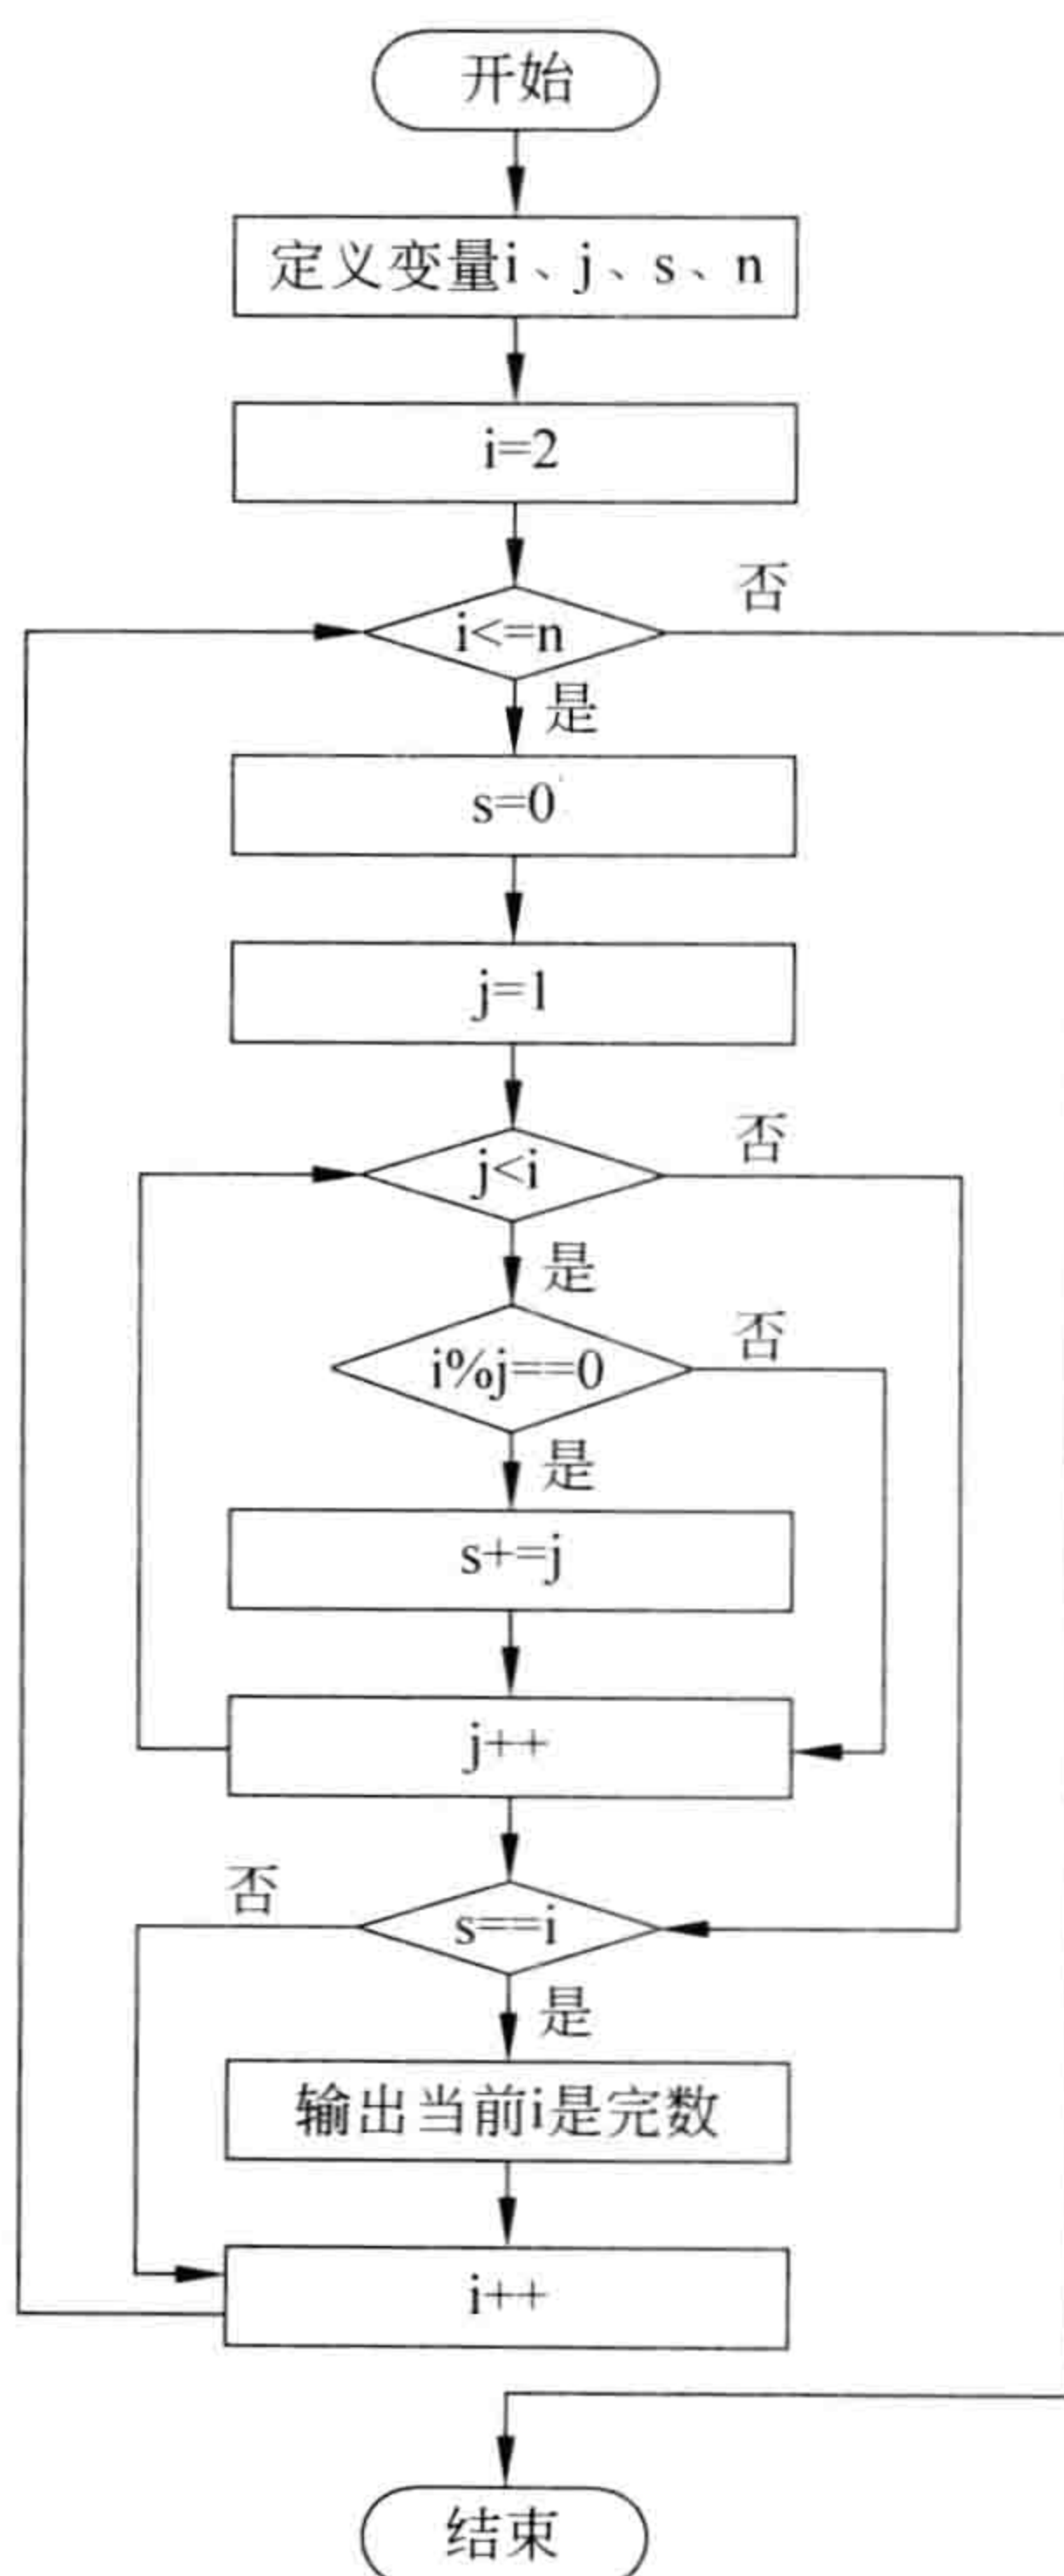 开始
定义变量i、j、s、n
i=2
i<=n
否
是
s=0
j=1
j<i
否
是
i%j==0
否
是
s+=j
j++
否
s==i
是
输出当前i是完数
i++
结束